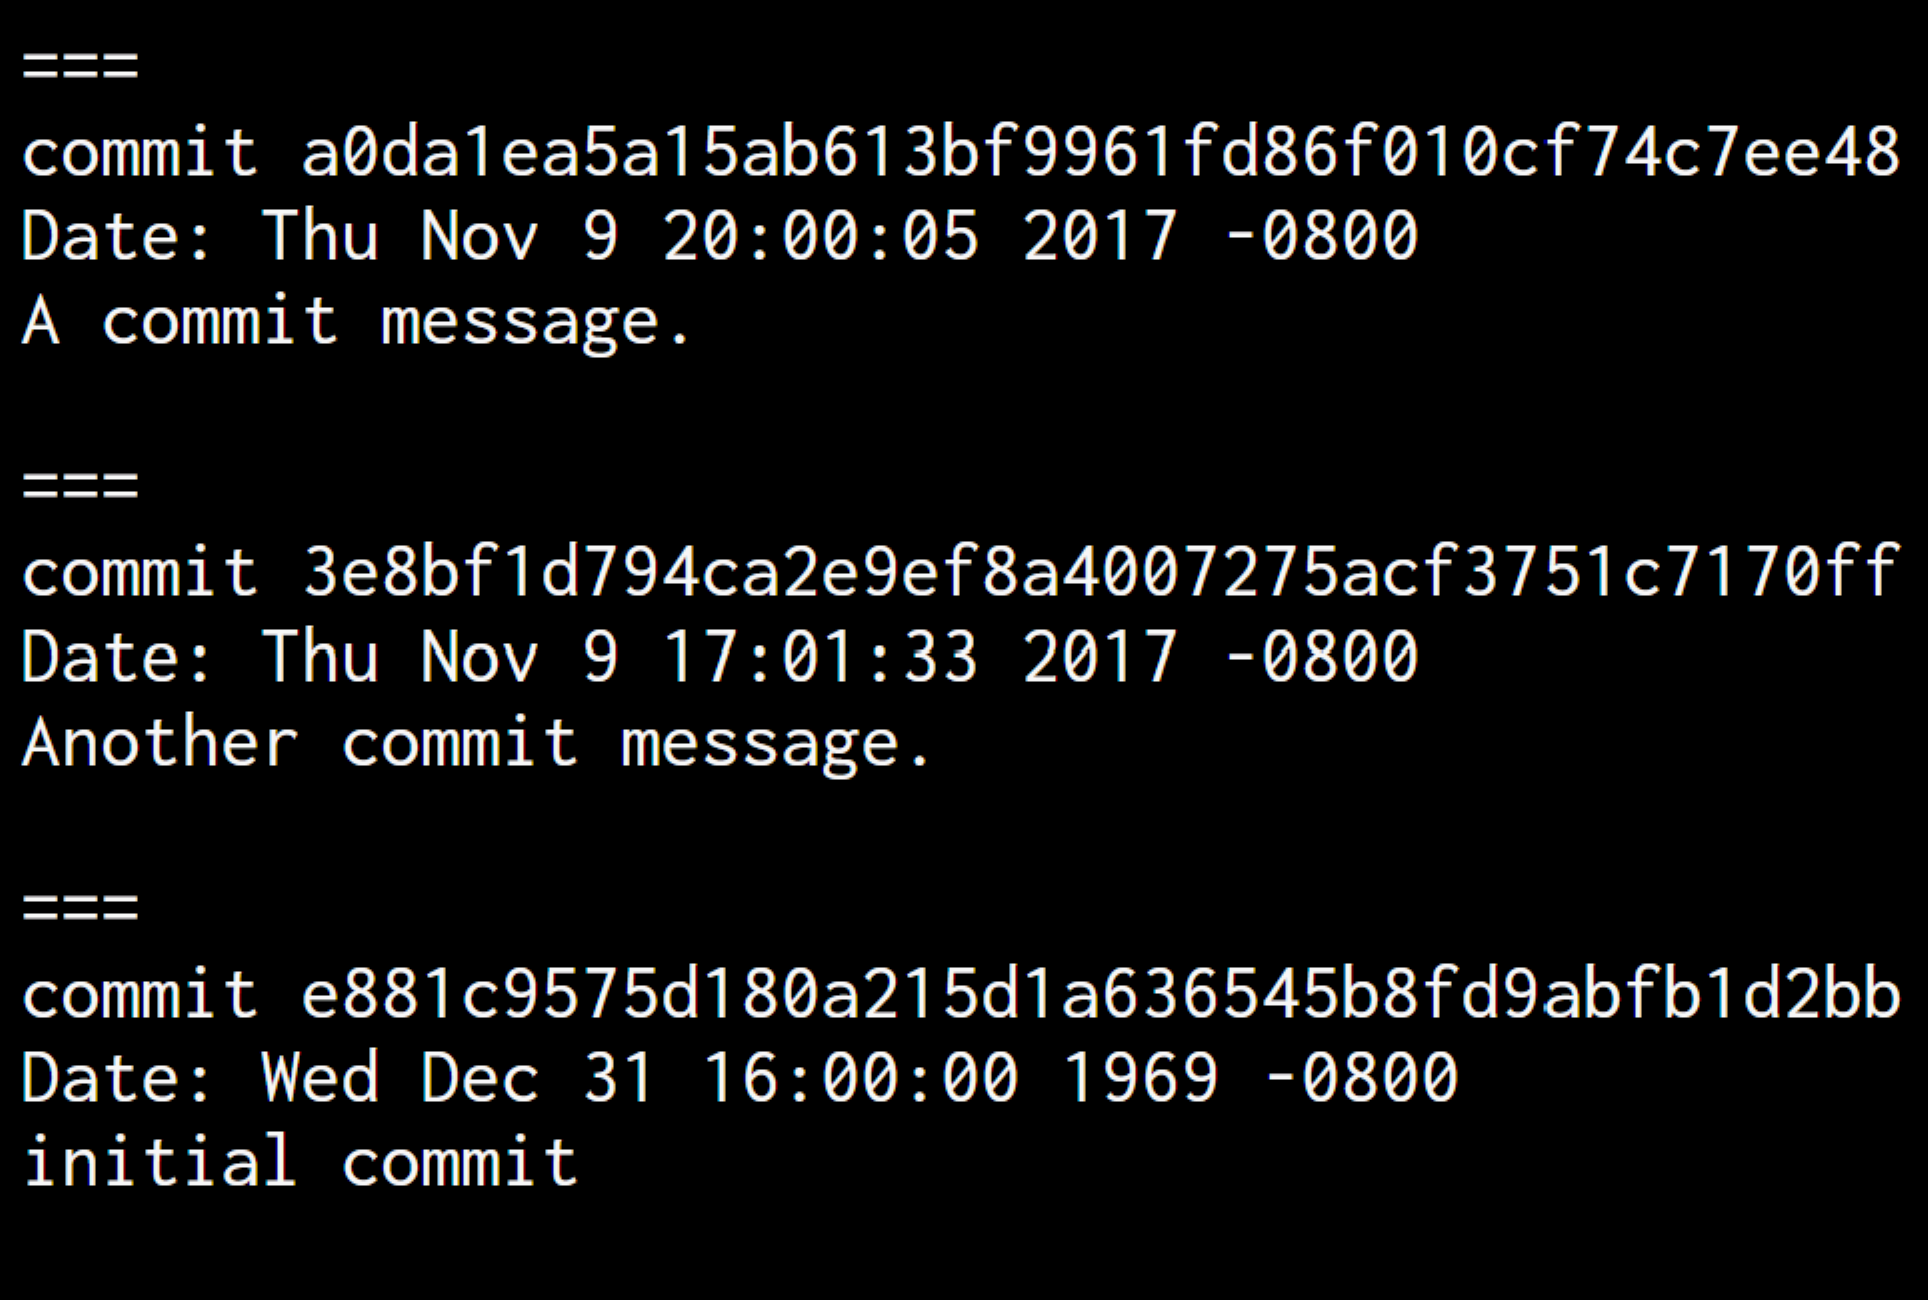 ===
commit a0da1ea5a15ab613bf9961fd86f010cf74c7ee48
Date: Thu Nov 9 20:00:05 2017 -0800
A commit message.

===
commit 3e8bf1d794ca2e9ef8a4007275acf3751c7170ff
Date: Thu Nov 9 17:01:33 2017 -0800
Another commit message.

===
commit e881c9575d180a215d1a636545b8fd9abfb1d2bb
Date: Wed Dec 31 16:00:00 1969 -0800
initial commit